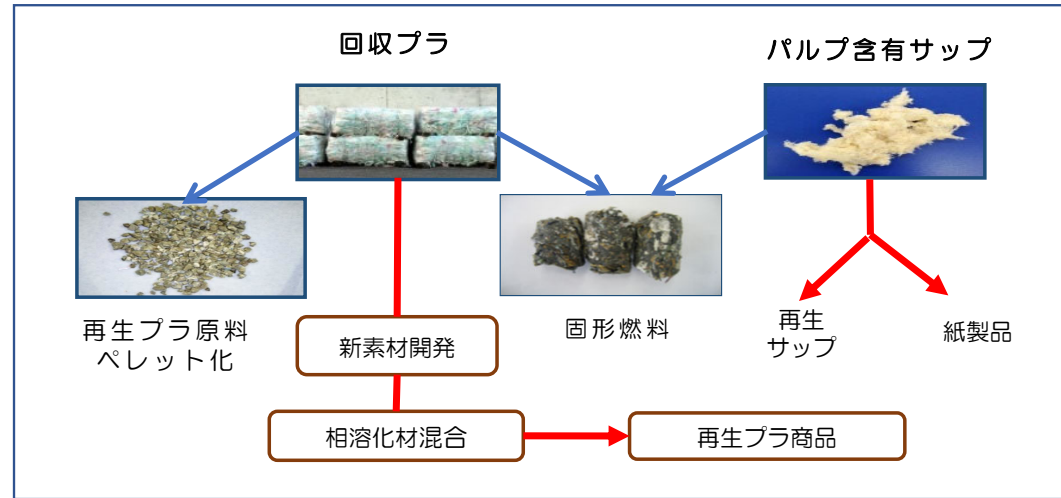 回収プラ
パルプ含有サップ
再生プラ原料
ペレット化
固形燃料
再生
サップ
紙製品
新素材開発
相溶化材混合
再生プラ商品